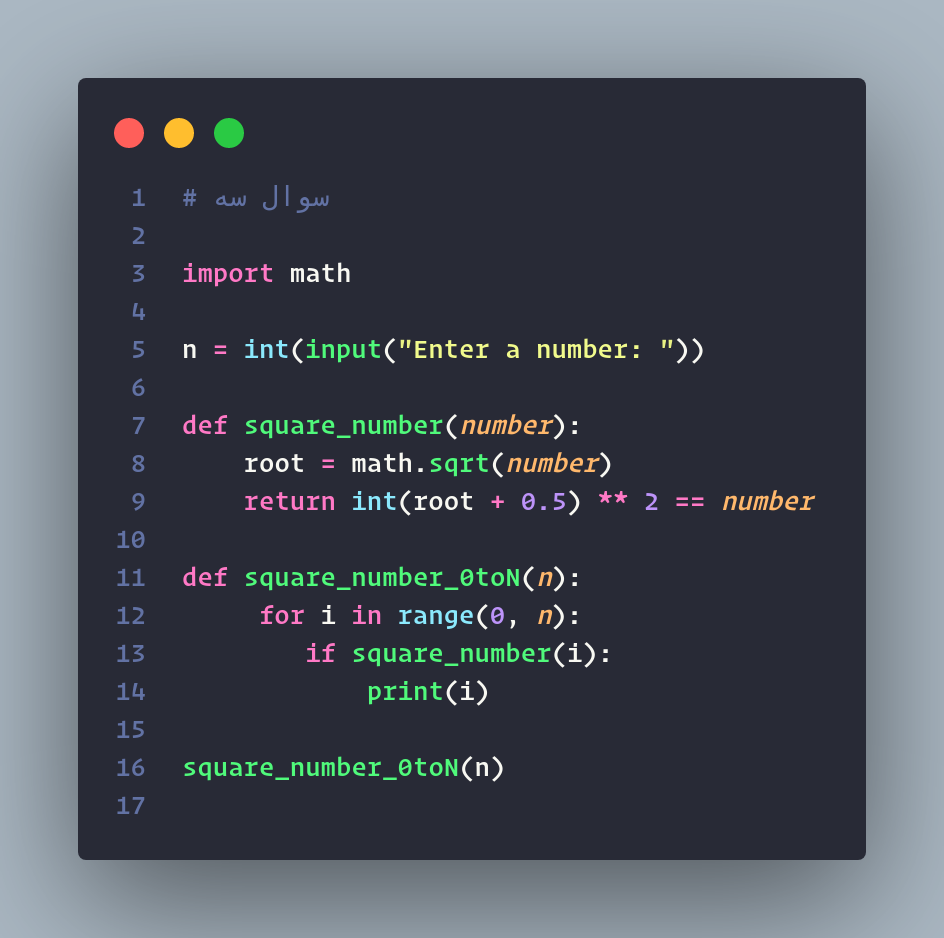 1 # سوال سه
2
3 import math
4
5 n = int(input("Enter a number: "))
6
7 def square_number(number):
8     root = math.sqrt(number)
9     return int(root + 0.5) ** 2 == number
10
11 def square_number_0toN(n):
12      for i in range(0, n):
13         if square_number(i):
14             print(i)
15
16 square_number_0toN(n)
17